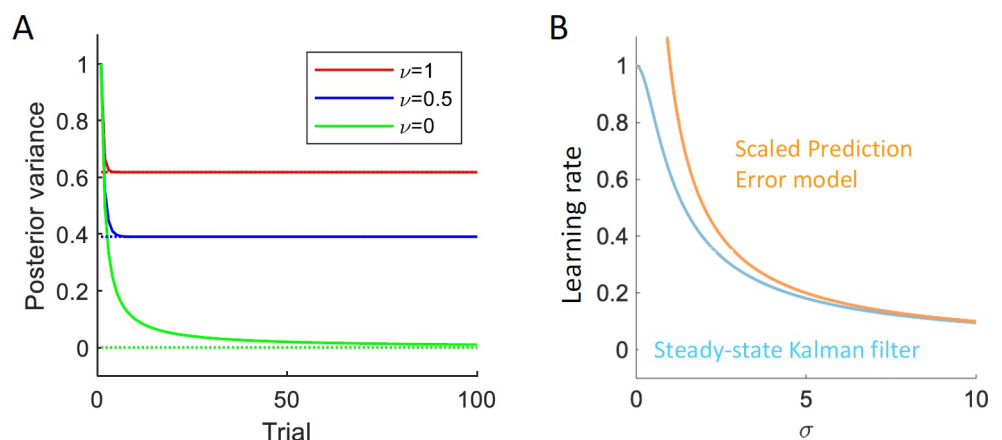 A
Posterior variance
1
0.8
0.6
0.4
0.2
0
0
50
100
Trial
ν=1
ν=0.5
ν=0
B
Learning rate
1
0.8
0.6
0.4
0.2
0
0
5
10
σ
Scaled Prediction
Error model
Steady-state Kalman filter